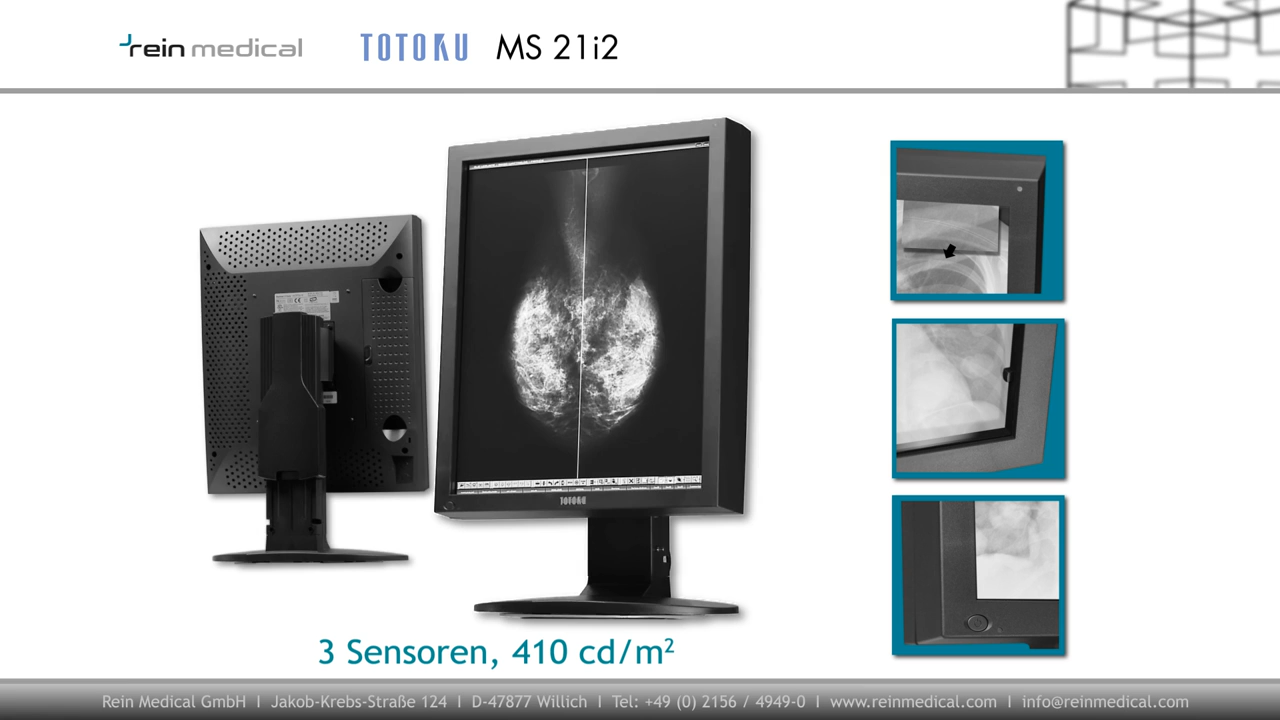 rein medical TOTOKU MS 21i2
TOTOKU
3 Sensoren, 410 cd/m²
Rein Medical GmbH I Jakob-Krebs-Straße 124 I D-47877 Willich I Tel: +49 (0) 2156 / 4949-0 I www.reinmedical.com I info@reinmedical.com